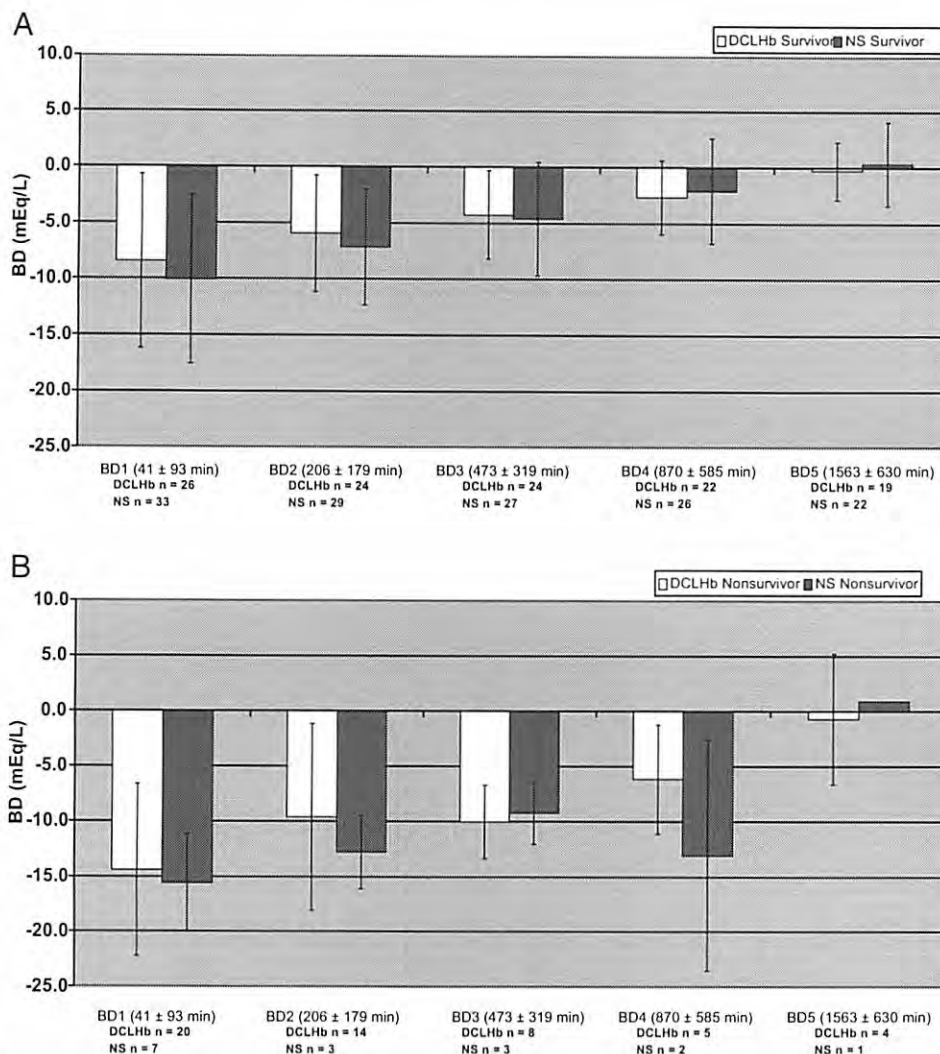 A
DCLHb Survivor NS Survivor
10.0
5.0
0.0
-5.0
-10.0
-15.0
-20.0
-25.0
BD (mEq/L)
BD1 (41 ± 93 min) BD2 (206 ± 179 min) BD3 (473 ± 319 min) BD4 (870 ± 585 min) BD5 (1563 ± 630 min)
DCLHb n = 26 DCLHb n = 24 DCLHb n = 24 DCLHb n = 22 DCLHb n = 19
NS n = 33 NS n = 29 NS n = 27 NS n = 26 NS n = 22
B
DCLHb Nonsurvivor NS Nonsurvivor
10.0
5.0
0.0
-5.0
-10.0
-15.0
-20.0
-25.0
BD (mEq/L)
BD1 (41 ± 93 min) BD2 (206 ± 179 min) BD3 (473 ± 319 min) BD4 (870 ± 585 min) BD5 (1563 ± 630 min)
DCLHb n = 20 DCLHb n = 14 DCLHb n = 8 DCLHb n = 5 DCLHb n = 4
NS n = 7 NS n = 3 NS n = 3 NS n = 2 NS n = 1